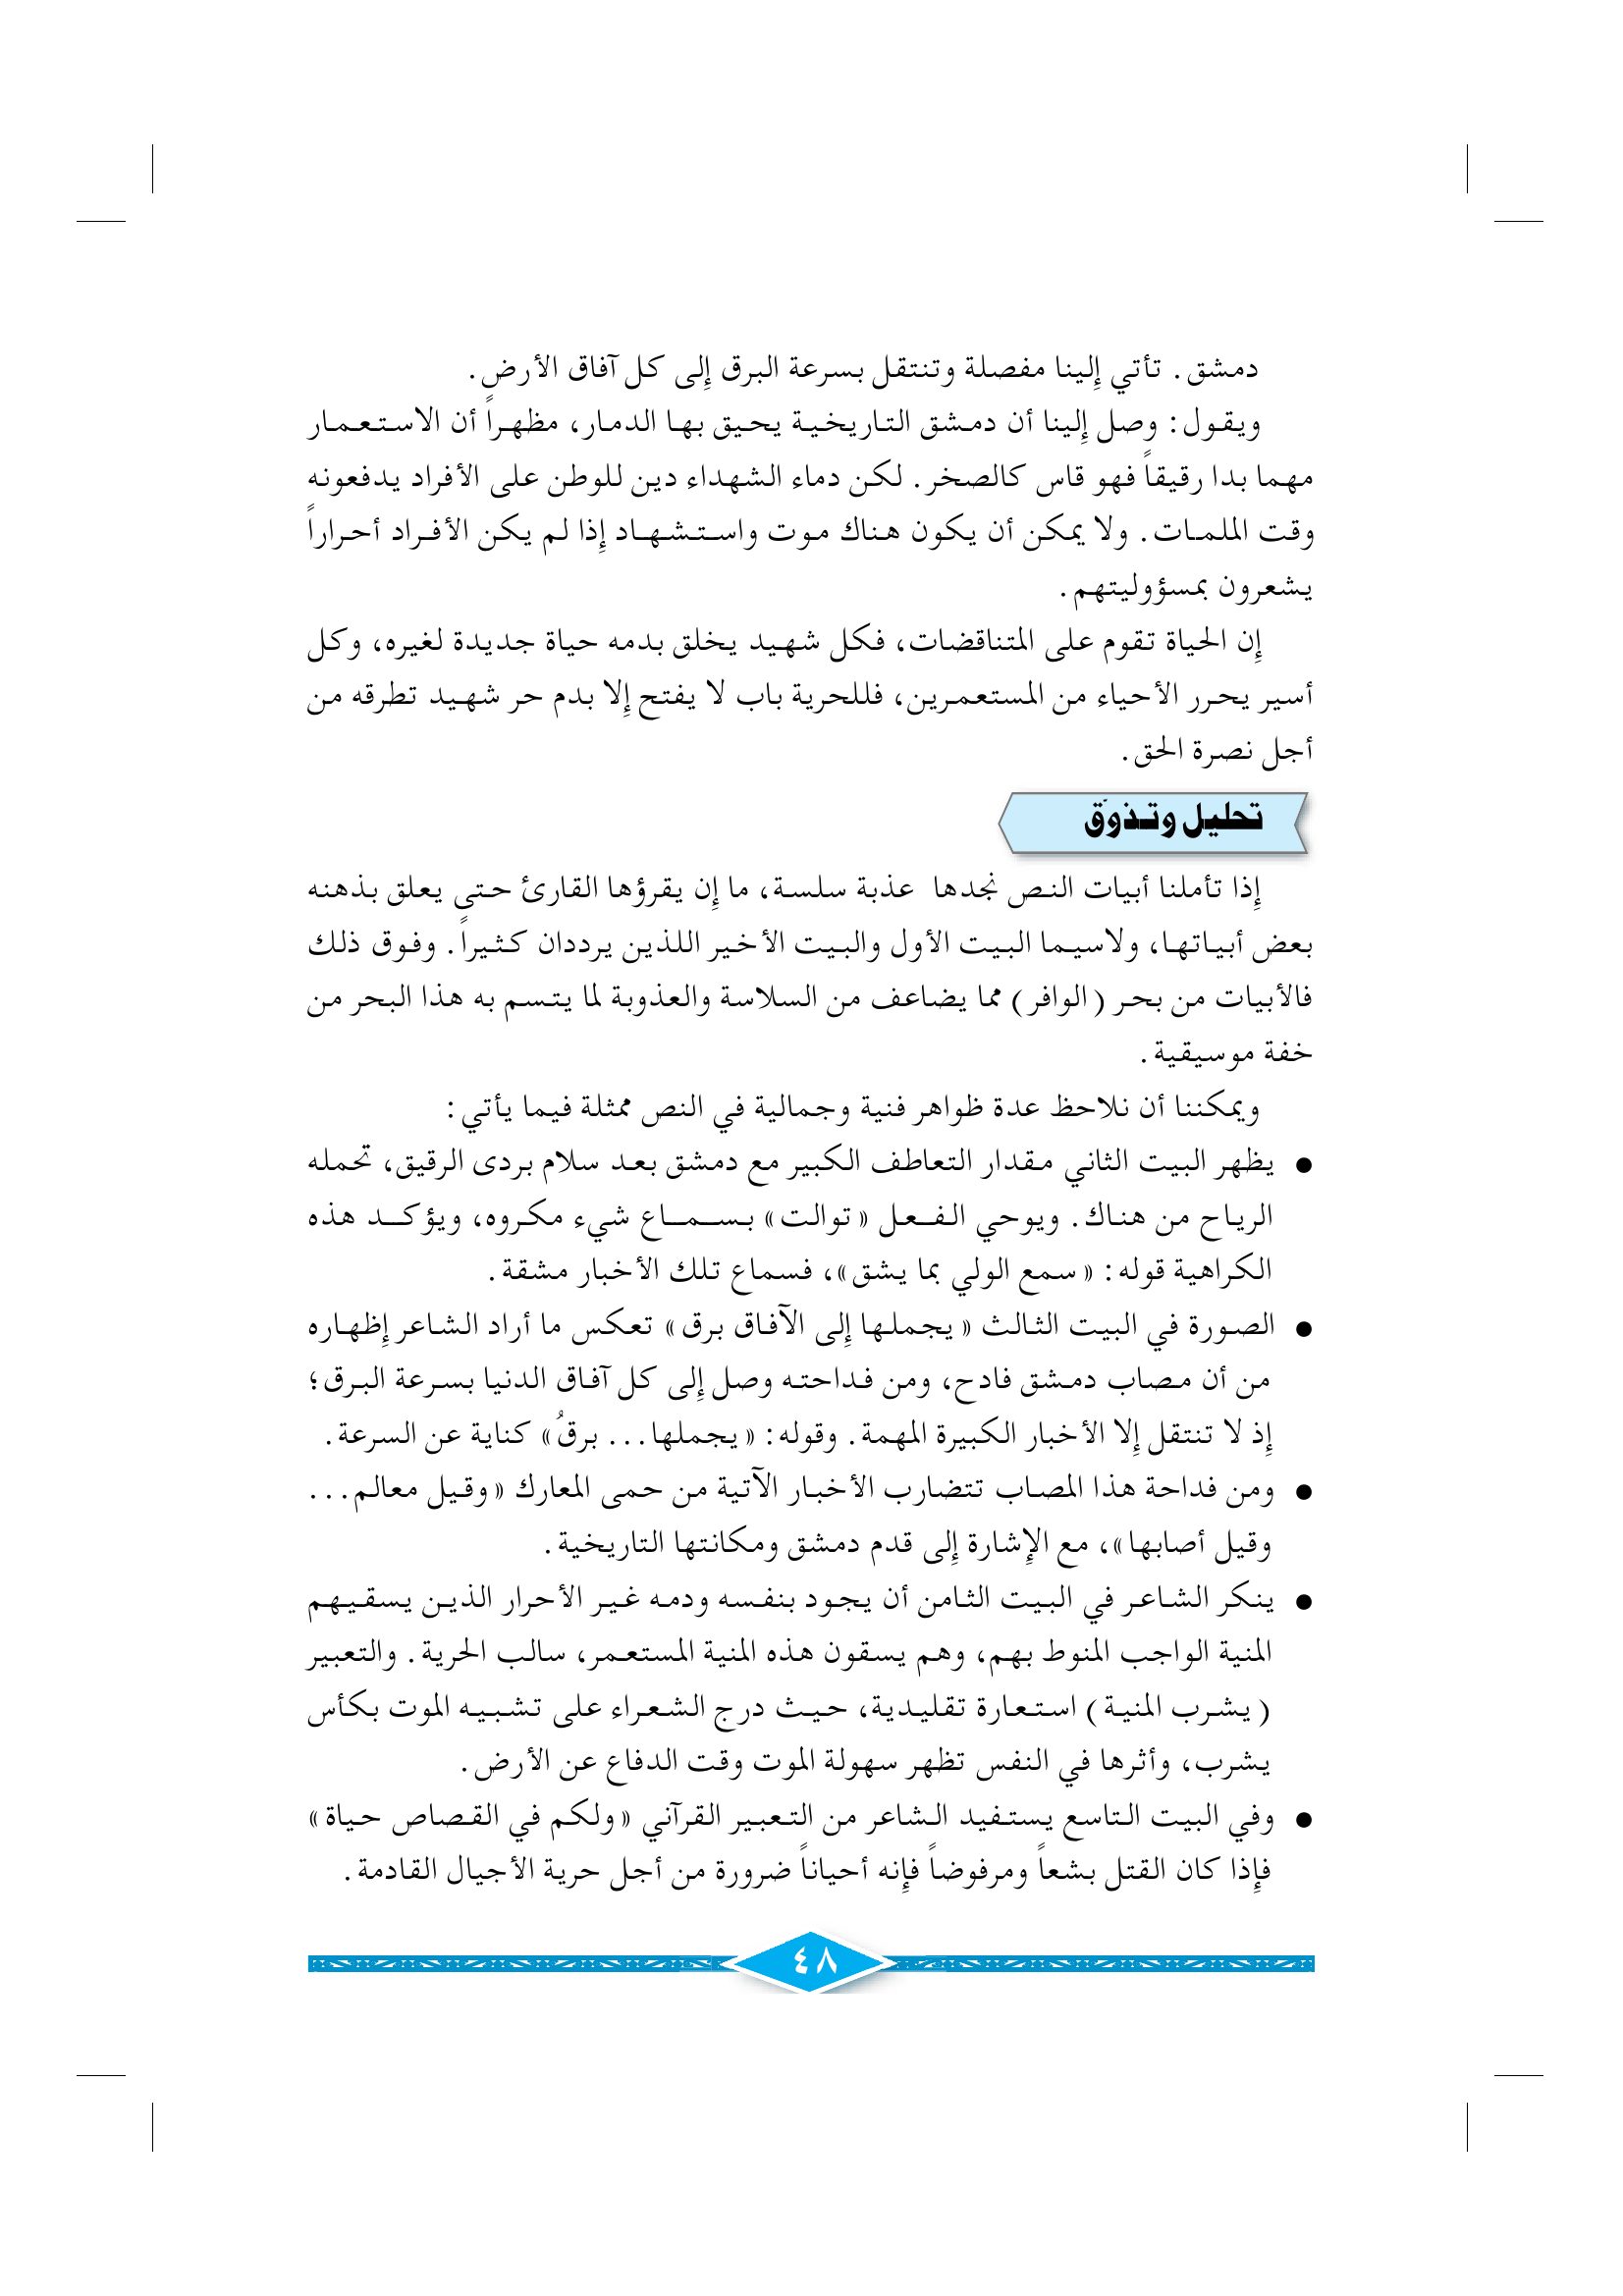 دمشق. تأتي إلينا مفصلة وتنتقل بسرعة البرق إلى كل آفاق الأرض.
ويقول: وصل إلينا أن دمشق التاريخية يحيق بها الدمار، مظهراً أن الاستعمار
مهما بدا رقيقاً فهو قاس كالصخر. لكن دماء الشهداء دين للوطن على الأفراد يدفعونه
وقت الملمات. ولا يمكن أن يكون هناك موت واستشهاد إذا لم يكن الأفراد أحراراً
يشعرون بمسؤوليتهم.
إن الحياة تقوم على المتناقضات، فكل شهيد يخلق بدمه حياة جديدة لغيره، وكل
أسير يحرر الأحياء من المستعمرين، فللحرية باب لا يفتح إلا بدم حر شهيد تطرقه من
أجل نصرة الحق.
تحليل وتذوّق
إذا تأملنا أبيات النص نجدها عذبة سلسة، ما إن يقرؤها القارئ حتى يعلق بذهنه
بعض أبياتها، ولاسيما البيت الأول والبيت الأخير اللذين يرددان كثيراً. وفوق ذلك
فالأبيات من بحر (الوافر) مما يضاعف من السلاسة والعذوبة لما يتسم به هذا البحر من
خفة موسيقية.
ويمكننا أن نلاحظ عدة ظواهر فنية وجمالية في النص ممثلة فيما يأتي:
● يظهر البيت الثاني مقدار التعاطف الكبير مع دمشق بعد سلام بردى الرقيق، تحمله
الرياح من هناك. ويوحي الفعل «توالت» بسماع شيء مكروه، ويؤكد هذه
الكراهية قوله: «سمع الولي بما يشق»، فسماع تلك الأخبار مشقة.
● الصورة في البيت الثالث «يجملها إلى الآفاق برق» تعكس ما أراد الشاعر إظهاره
من أن مصاب دمشق فادح، ومن فداحته وصل إلى كل آفاق الدنيا بسرعة البرق؛
إذ لا تنتقل إلا الأخبار الكبيرة المهمة. وقوله: «يجملها... برقُ» كناية عن السرعة.
● ومن فداحة هذا المصاب تتضارب الأخبار الآتية من حمى المعارك «وقيل معالم...
وقيل أصابها»، مع الإشارة إلى قدم دمشق ومكانتها التاريخية.
● ينكر الشاعر في البيت الثامن أن يجود بنفسه ودمه غير الأحرار الذين يسقيهم
المنية الواجب المنوط بهم، وهم يسقون هذه المنية المستعمر، سالب الحرية. والتعبير
(يشرب المنية) استعارة تقليدية، حيث درج الشعراء على تشبيه الموت بكأس
يشرب، وأثرها في النفس تظهر سهولة الموت وقت الدفاع عن الأرض.
● وفي البيت التاسع يستفيد الشاعر من التعبير القرآني «ولكم في القصاص حياة»
فإذا كان القتل بشعاً ومرفوضاً فإنه أحياناً ضرورة من أجل حرية الأجيال القادمة.
٤٨